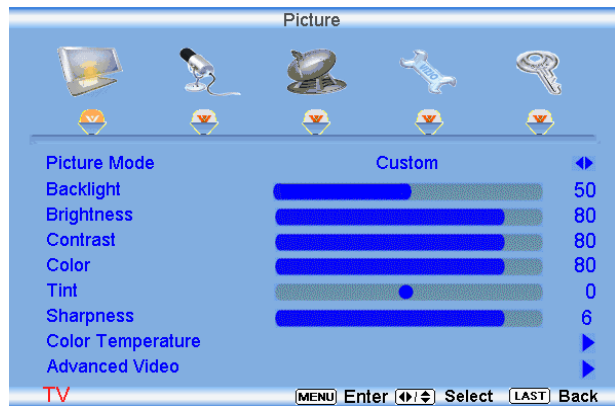 Picture
VIZIO
Picture Mode Custom
Backlight 50
Brightness 80
Contrast 80
Color 80
Tint 0
Sharpness 6
Color Temperature
Advanced Video
TV MENU Enter / Select LAST Back